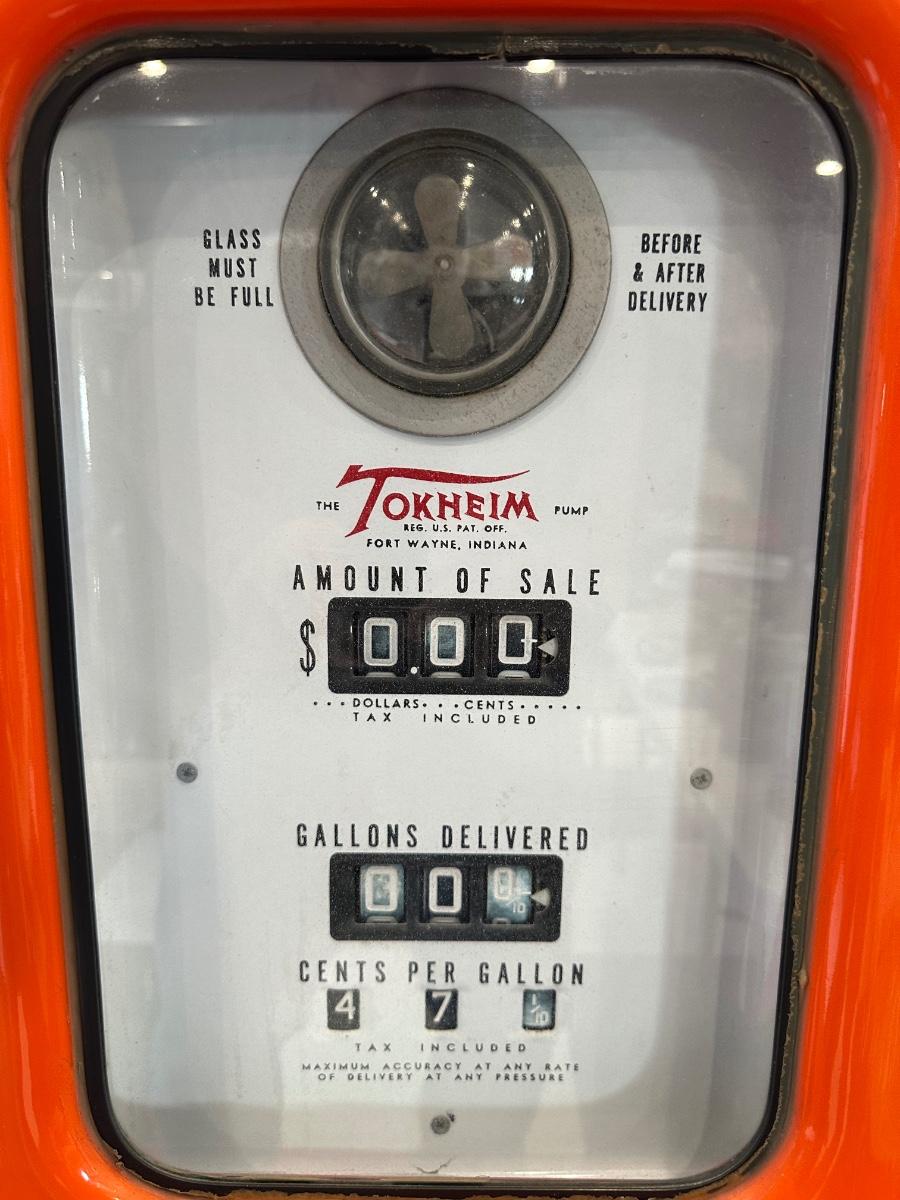 GLASS
MUST
BE FULL
BEFORE
& AFTER
DELIVERY
THE TOKHEIM PUMP
REG. U.S. PAT. OFF.
FORT WAYNE, INDIANA
AMOUNT OF SALE
$ 0.00
...DOLLARS...CENTS.....
TAX INCLUDED
GALLONS DELIVERED
0 0 0/10
CENTS PER GALLON
4 7 1/10
TAX INCLUDED
MAXIMUM ACCURACY AT ANY RATE
OF DELIVERY AT ANY PRESSURE